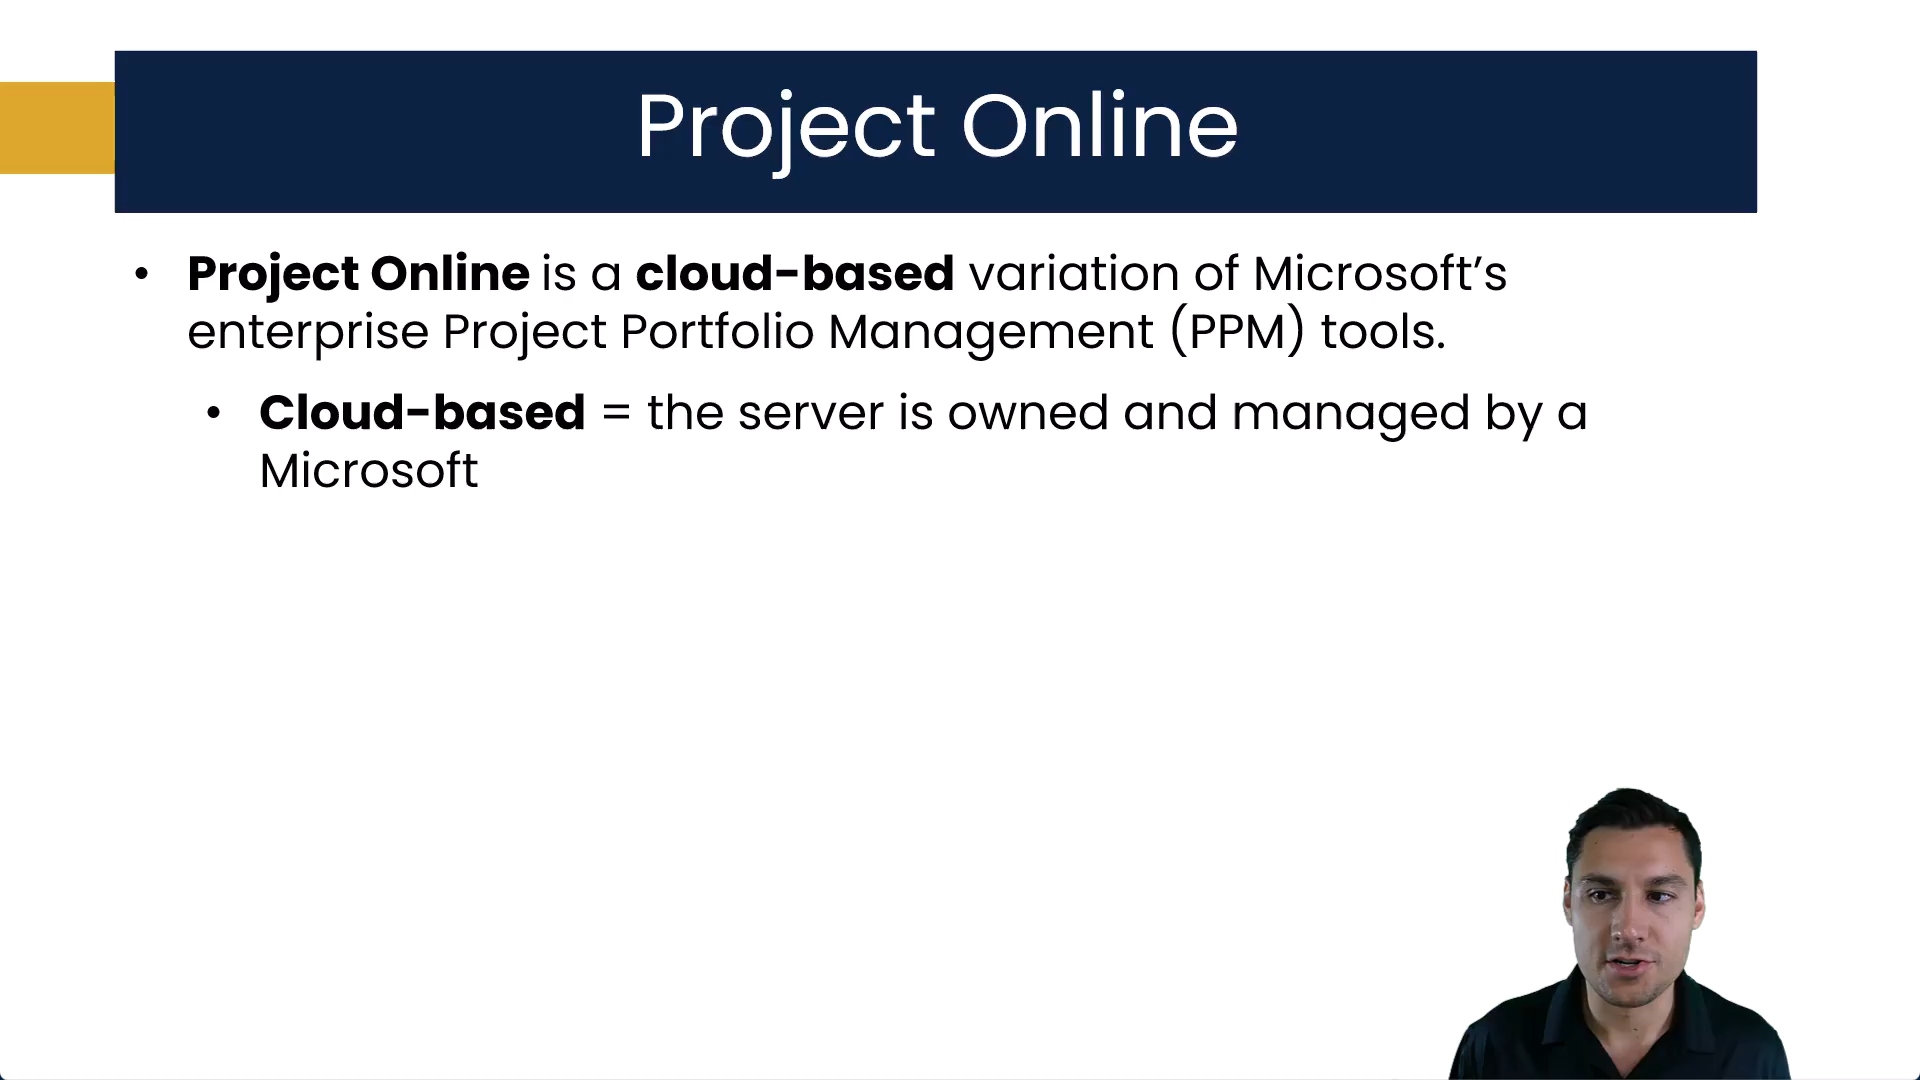 Project Online
• Project Online is a cloud-based variation of Microsoft’s
enterprise Project Portfolio Management (PPM) tools.
• Cloud-based = the server is owned and managed by a
Microsoft